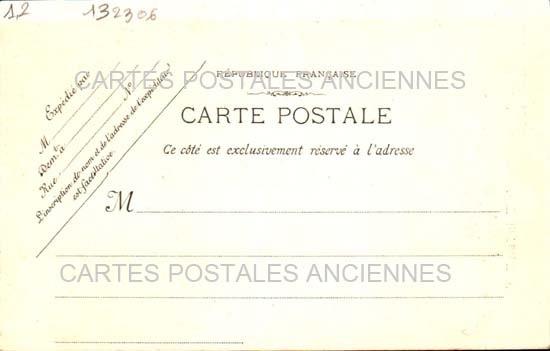 12 132306
CARTES POSTALES ANCIENNES
RÉPUBLIQUE FRANÇAISE
CARTE POSTALE
Ce côté est exclusivement réservé à l'adresse
Expédié par
M
Dem.t à
Rue N°
L'inscription du nom et de l'adresse de l'expéditeur
est facultative.
M
CARTES POSTALES ANCIENNES